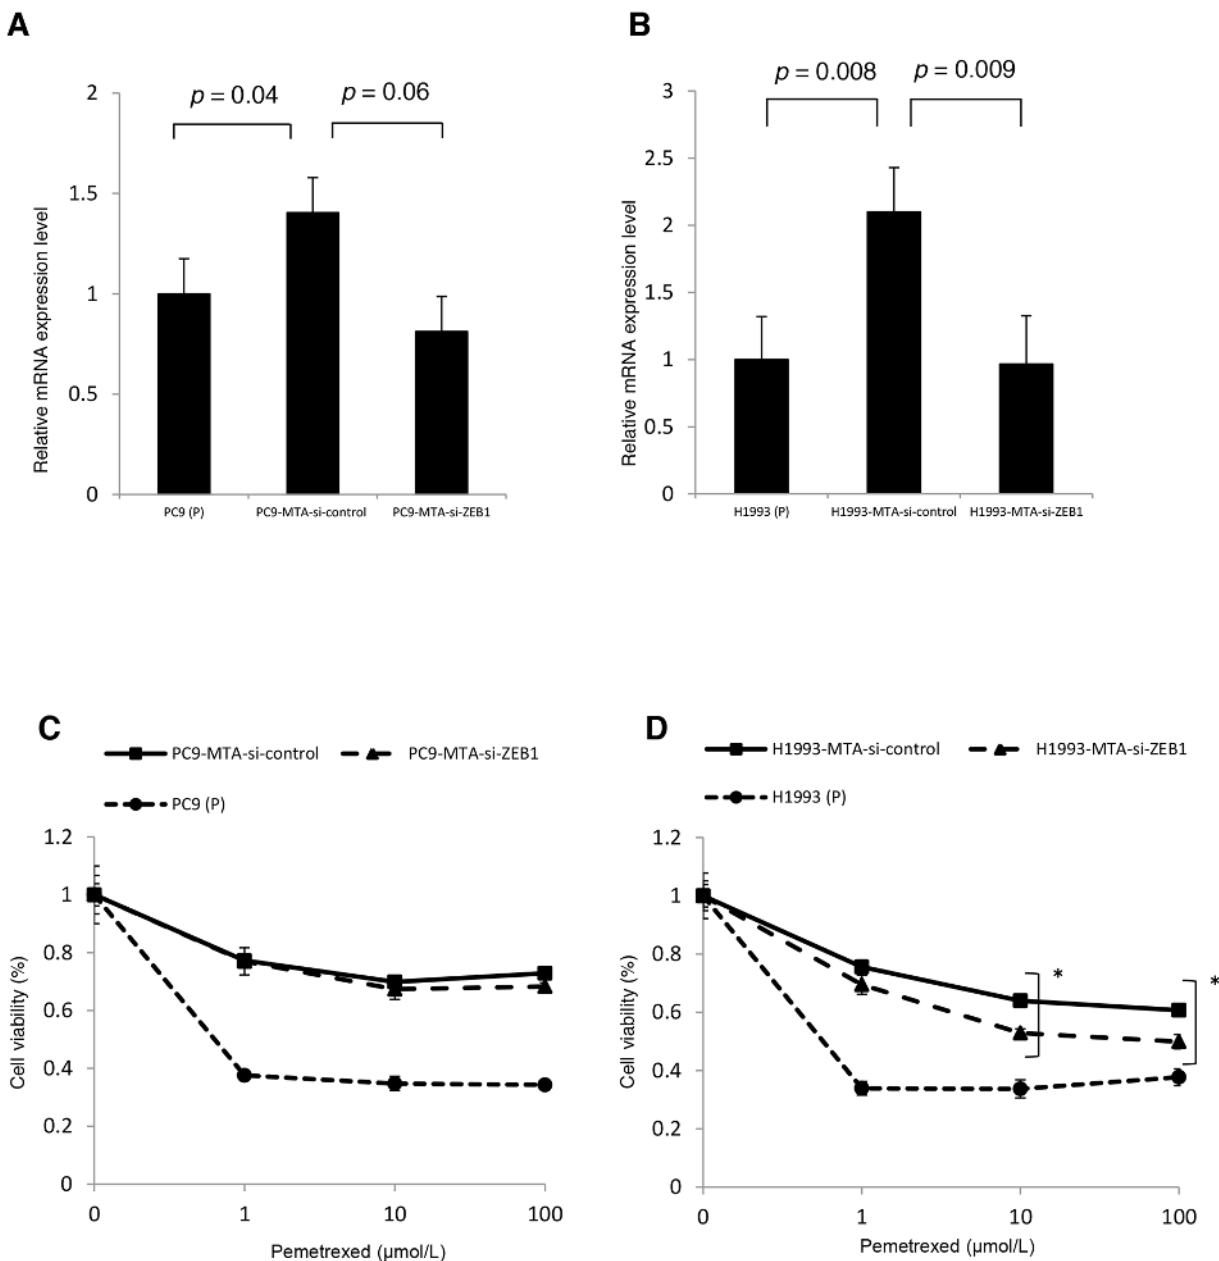 A
p = 0.04
p = 0.06
2
1.5
1
0.5
0
Relative mRNA expression level
PC9 (P)
PC9-MTA-si-control
PC9-MTA-si-ZEB1
B
p = 0.008
p = 0.009
3
2.5
2
1.5
1
0.5
0
Relative mRNA expression level
H1993 (P)
H1993-MTA-si-control
H1993-MTA-si-ZEB1
C
PC9-MTA-si-control
PC9-MTA-si-ZEB1
PC9 (P)
1.2
1
0.8
0.6
0.4
0.2
0
Cell viability (%)
0
1
10
100
Pemetrexed (µmol/L)
D
H1993-MTA-si-control
H1993-MTA-si-ZEB1
H1993 (P)
1.2
1
0.8
0.6
0.4
0.2
0
Cell viability (%)
*
*
0
1
10
100
Pemetrexed (µmol/L)